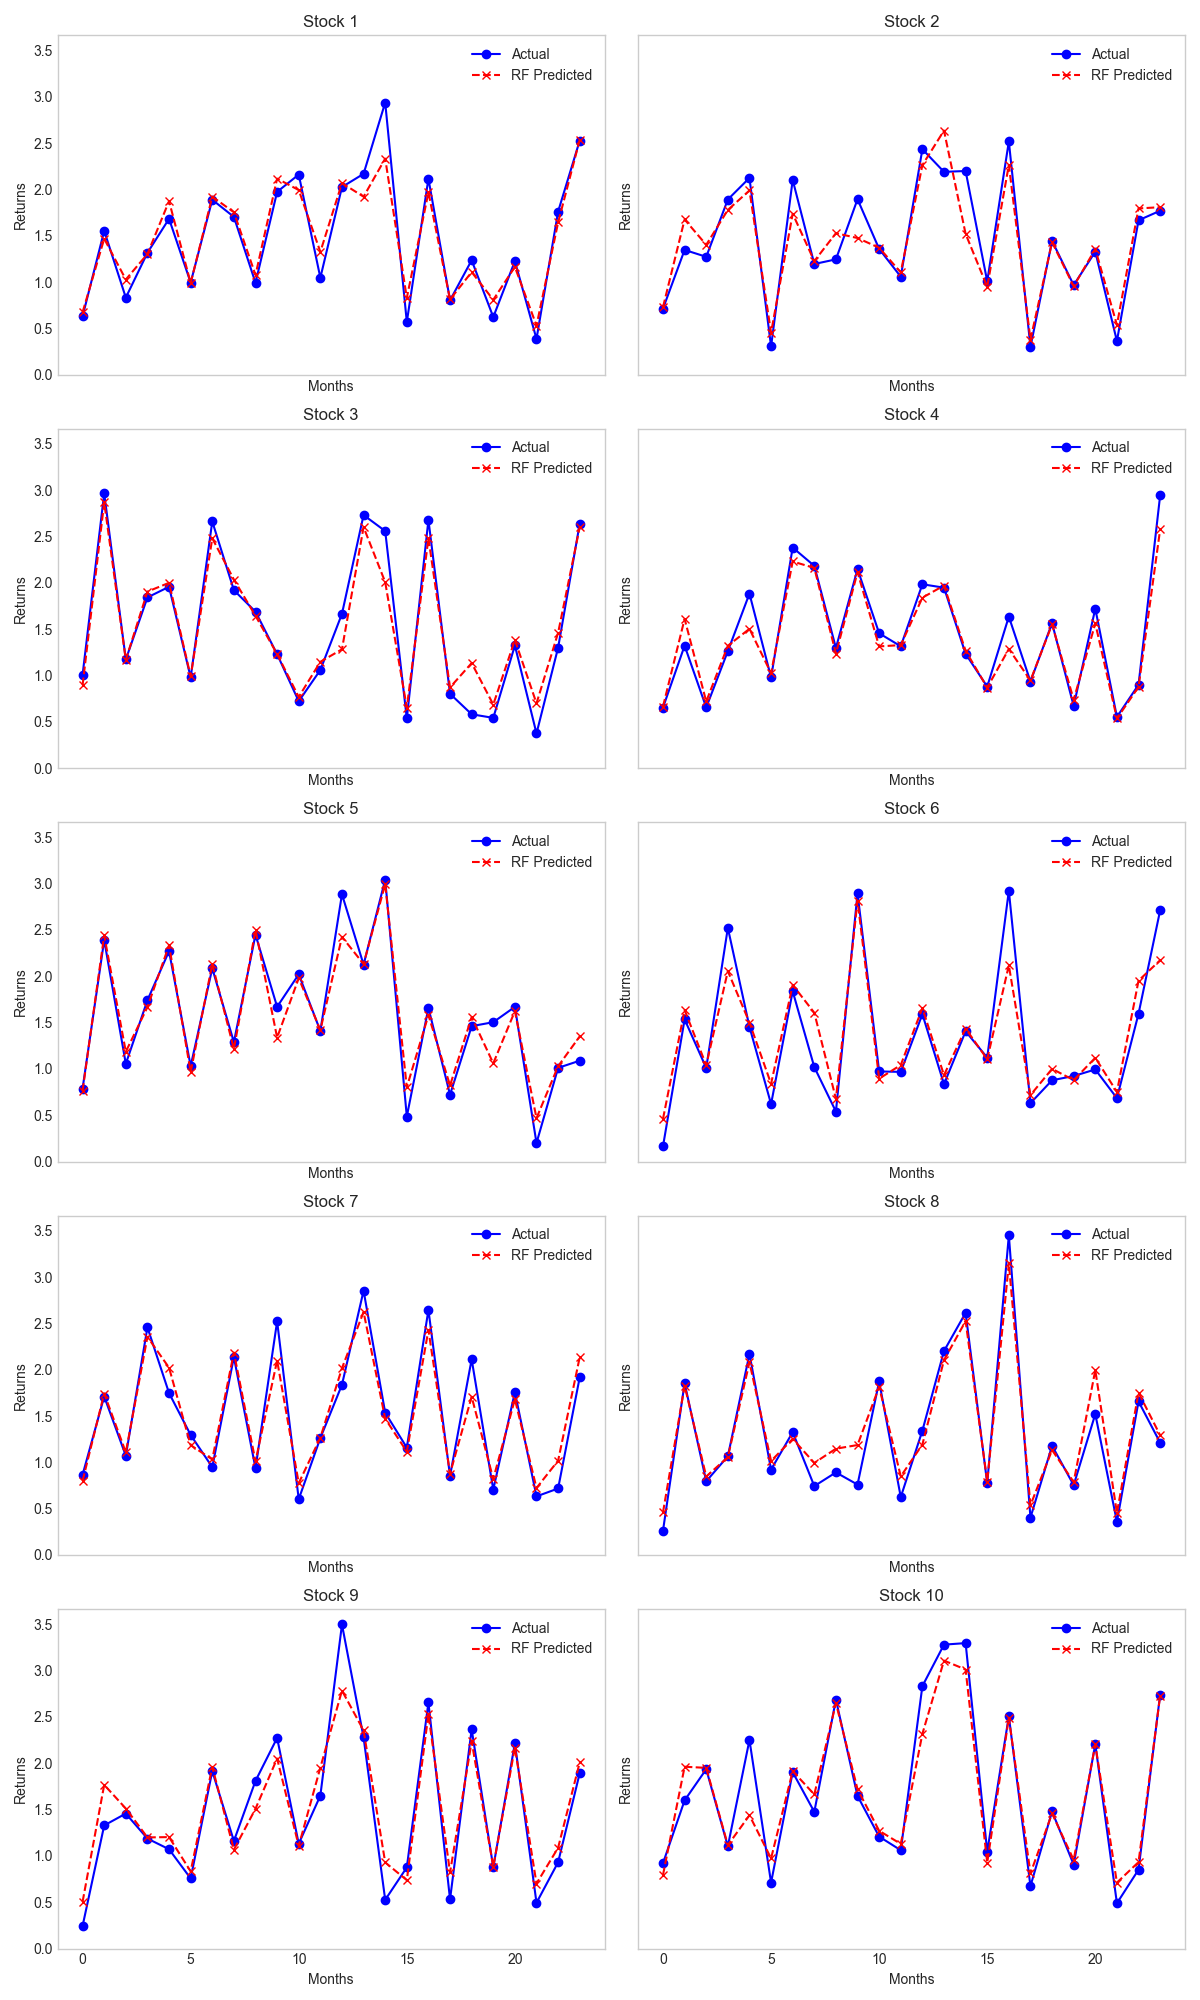 Stock 1
Actual
RF Predicted
3.5
3.0
2.5
2.0
1.5
1.0
0.5
0.0
Returns
Months
Stock 2
Actual
RF Predicted
Returns
Months
Stock 3
Actual
RF Predicted
3.5
3.0
2.5
2.0
1.5
1.0
0.5
0.0
Returns
Months
Stock 4
Actual
RF Predicted
Returns
Months
Stock 5
Actual
RF Predicted
3.5
3.0
2.5
2.0
1.5
1.0
0.5
0.0
Returns
Months
Stock 6
Actual
RF Predicted
Returns
Months
Stock 7
Actual
RF Predicted
3.5
3.0
2.5
2.0
1.5
1.0
0.5
0.0
Returns
Months
Stock 8
Actual
RF Predicted
Returns
Months
Stock 9
Actual
RF Predicted
3.5
3.0
2.5
2.0
1.5
1.0
0.5
0.0
Returns
0 5 10 15 20
Months
Stock 10
Actual
RF Predicted
Returns
0 5 10 15 20
Months